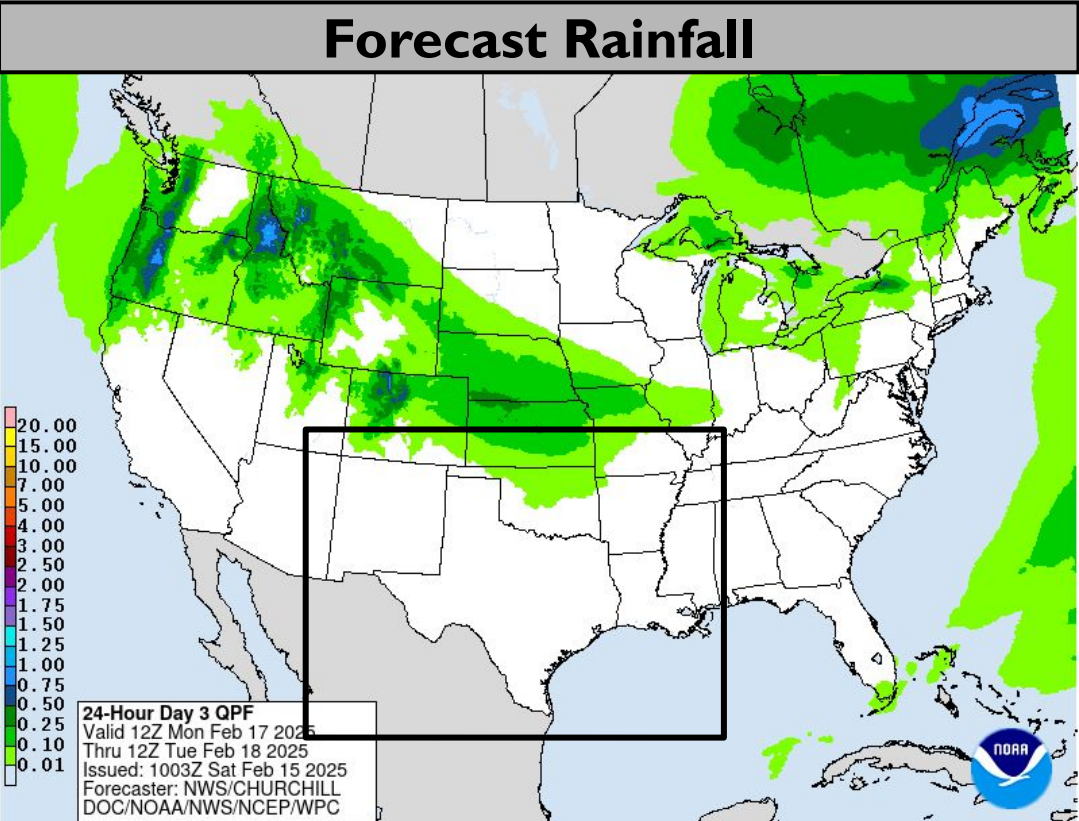 Forecast Rainfall
20.00
15.00
10.00
7.00
5.00
4.00
3.00
2.50
2.00
1.75
1.50
1.25
1.00
0.75
0.50
0.25
0.10
0.01
24-Hour Day 3 QPF
Valid 12Z Mon Feb 17 2025
Thru 12Z Tue Feb 18 2025
Issued: 1003Z Sat Feb 15 2025
Forecaster: NWS/CHURCHILL
DOC/NOAA/NWS/NCEP/WPC
NOAA